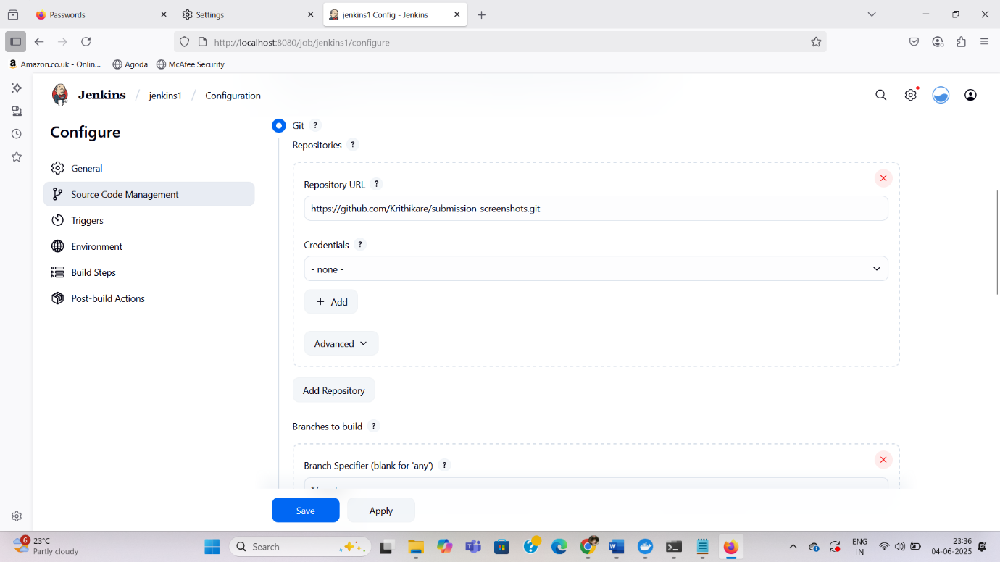 Passwords
Settings
jenkins1 Config - Jenkins
http://localhost:8080/job/jenkins1/configure
Amazon.co.uk - Onlin...
Agoda
McAfee Security
Jenkins / jenkins1 / Configuration
Configure
General
Source Code Management
Triggers
Environment
Build Steps
Post-build Actions
Git ?
Repositories ?
Repository URL ?
https://github.com/Krithikare/submission-screenshots.git
Credentials ?
- none -
+ Add
Advanced
Add Repository
Branches to build ?
Branch Specifier (blank for 'any') ?
Save
Apply
6
23°C
Partly cloudy
Search
ENG
IN
23:36
04-06-2025